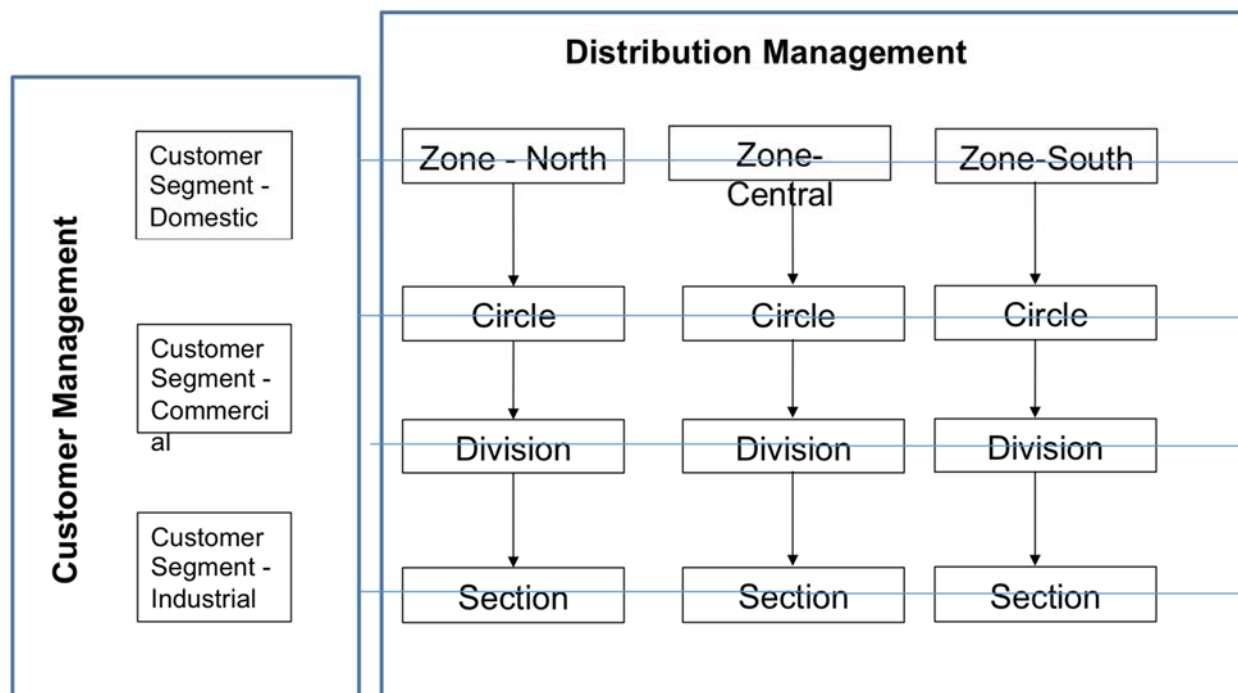 Distribution Management
Customer Management
Customer
Segment -
Domestic
Customer
Segment -
Commerci
al
Customer
Segment -
Industrial
Zone - North
Zone-
Central
Zone-South
Circle
Circle
Circle
Division
Division
Division
Section
Section
Section